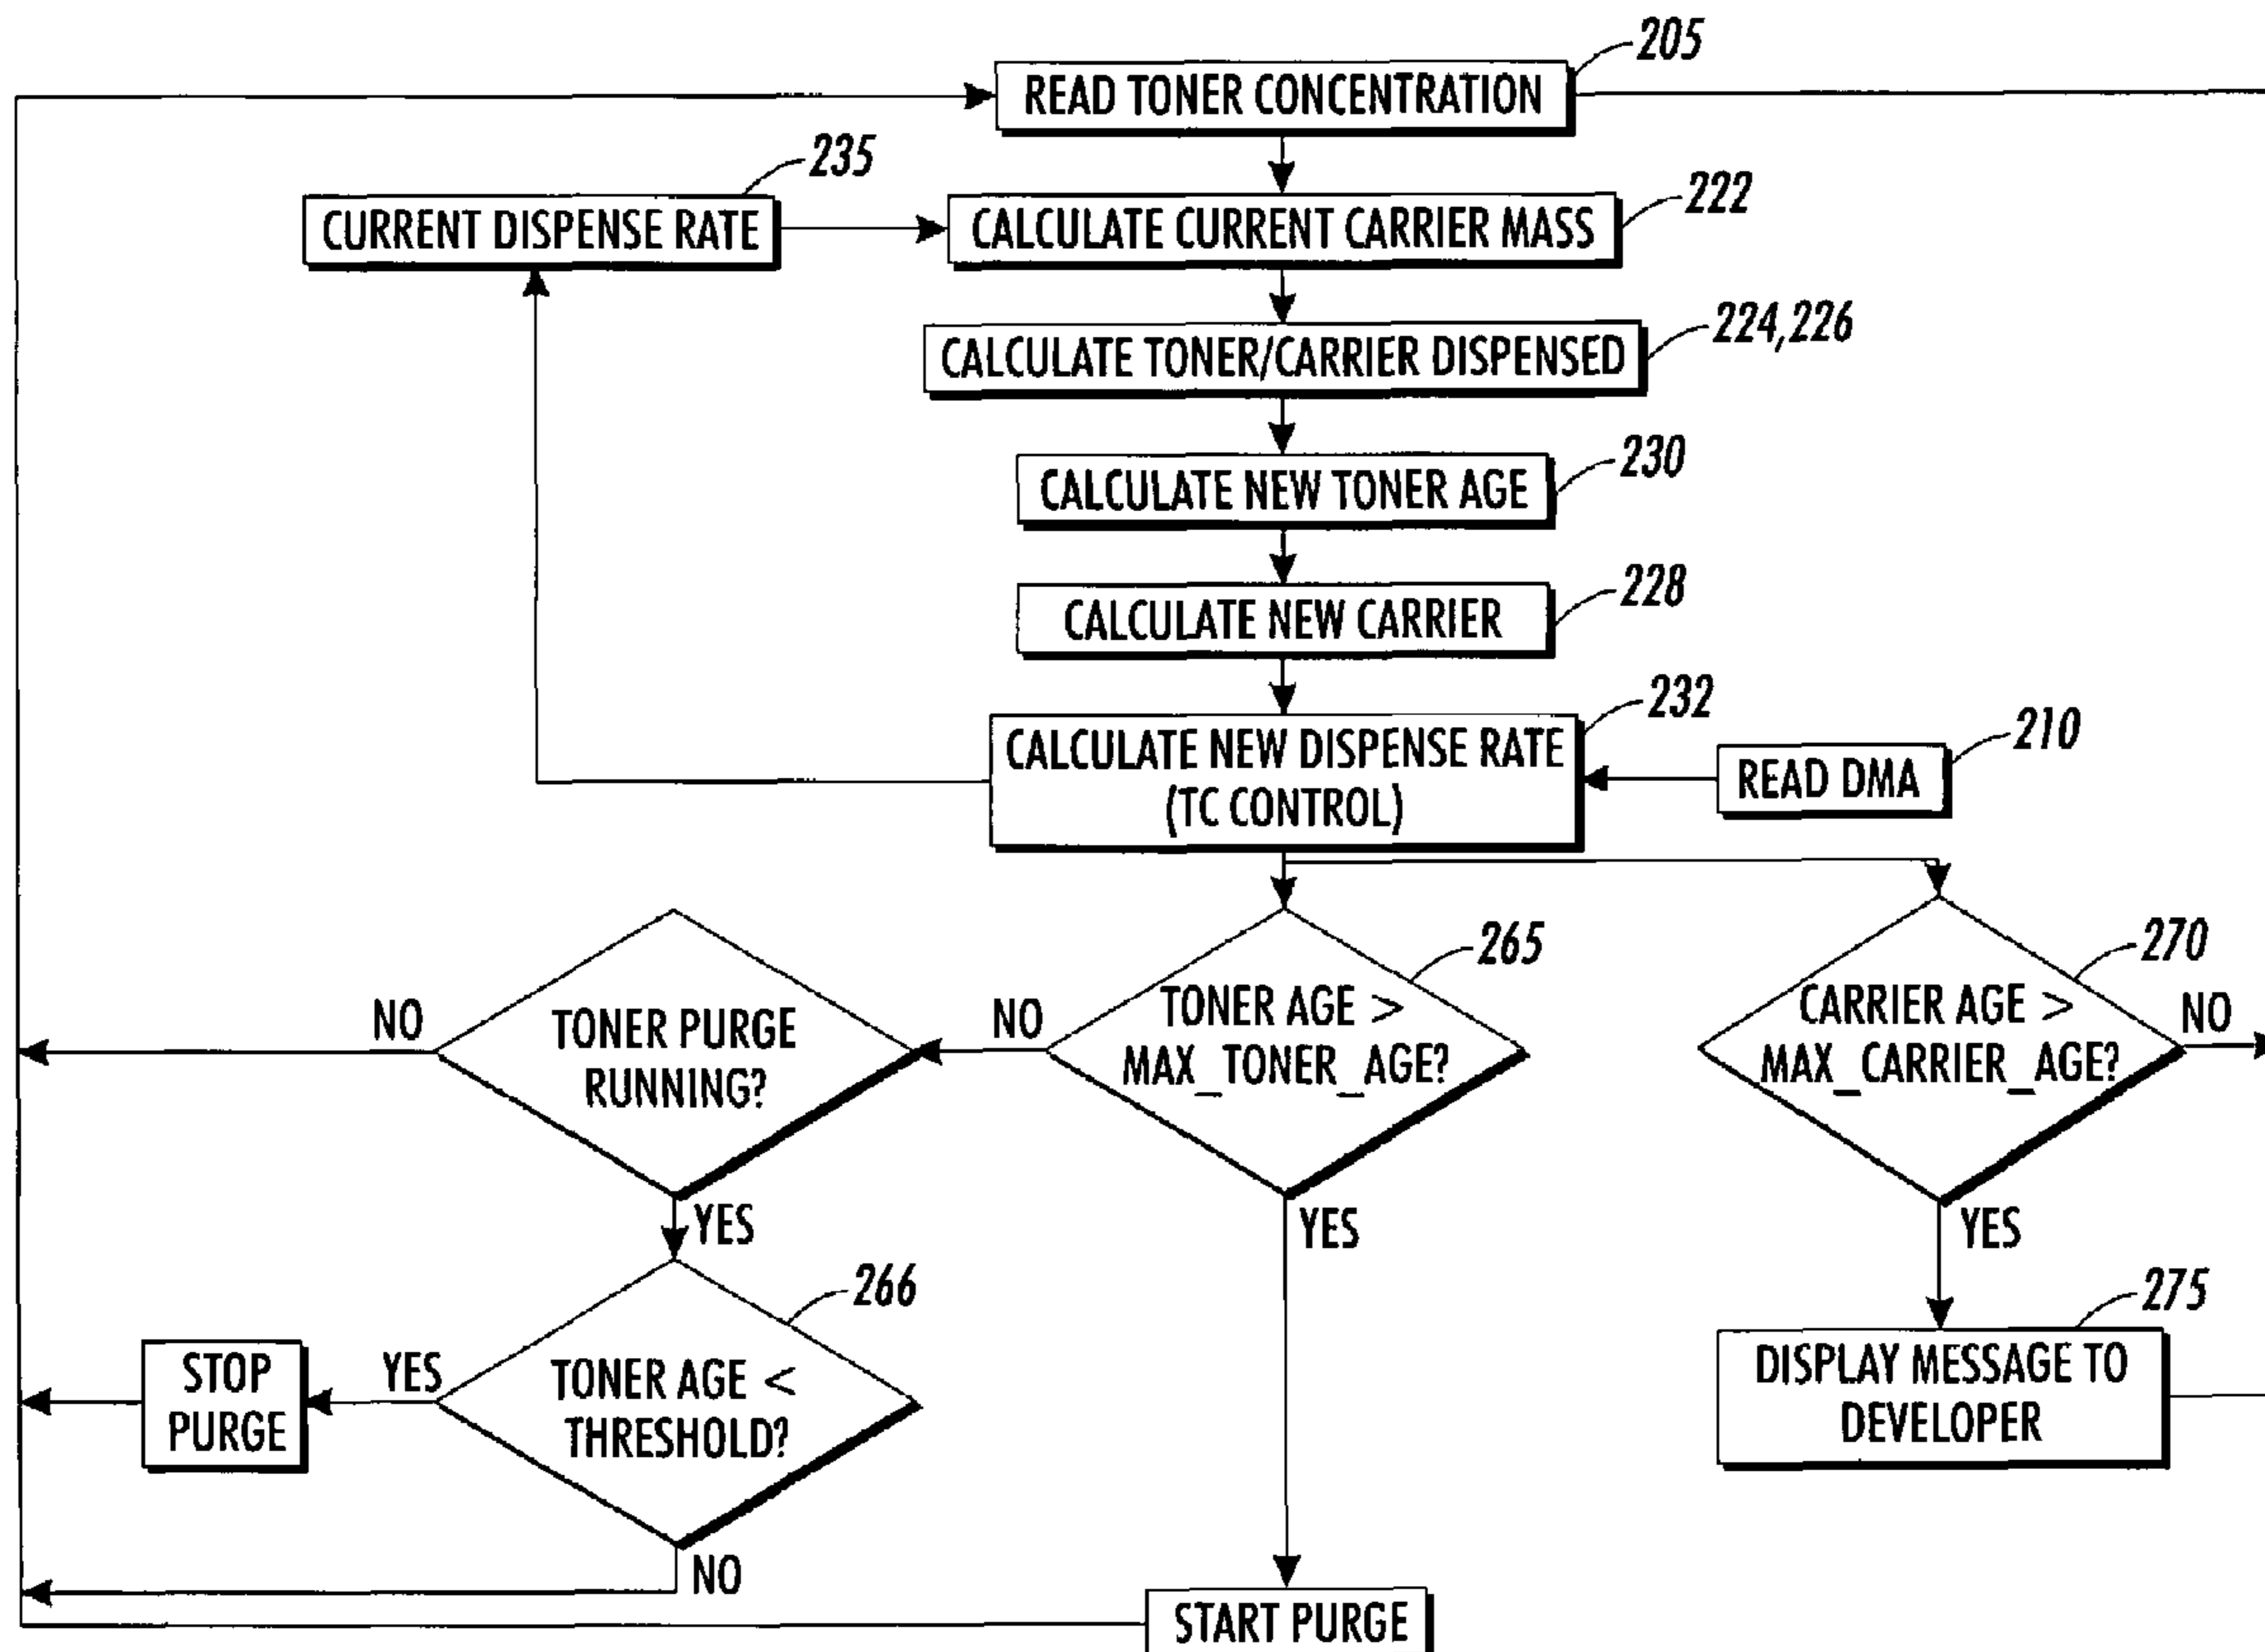 205
READ TONER CONCENTRATION
235
CURRENT DISPENSE RATE
222
CALCULATE CURRENT CARRIER MASS
224,226
CALCULATE TONER/CARRIER DISPENSED
230
CALCULATE NEW TONER AGE
228
CALCULATE NEW CARRIER
232
CALCULATE NEW DISPENSE RATE
(TC CONTROL)
210
READ DMA
265
TONER AGE >
MAX_TONER_AGE?
NO
YES
270
CARRIER AGE >
MAX_CARRIER_AGE?
NO
YES
TONER PURGE
RUNNING?
NO
YES
266
TONER AGE <
THRESHOLD?
YES
NO
STOP
PURGE
275
DISPLAY MESSAGE TO
DEVELOPER
START PURGE